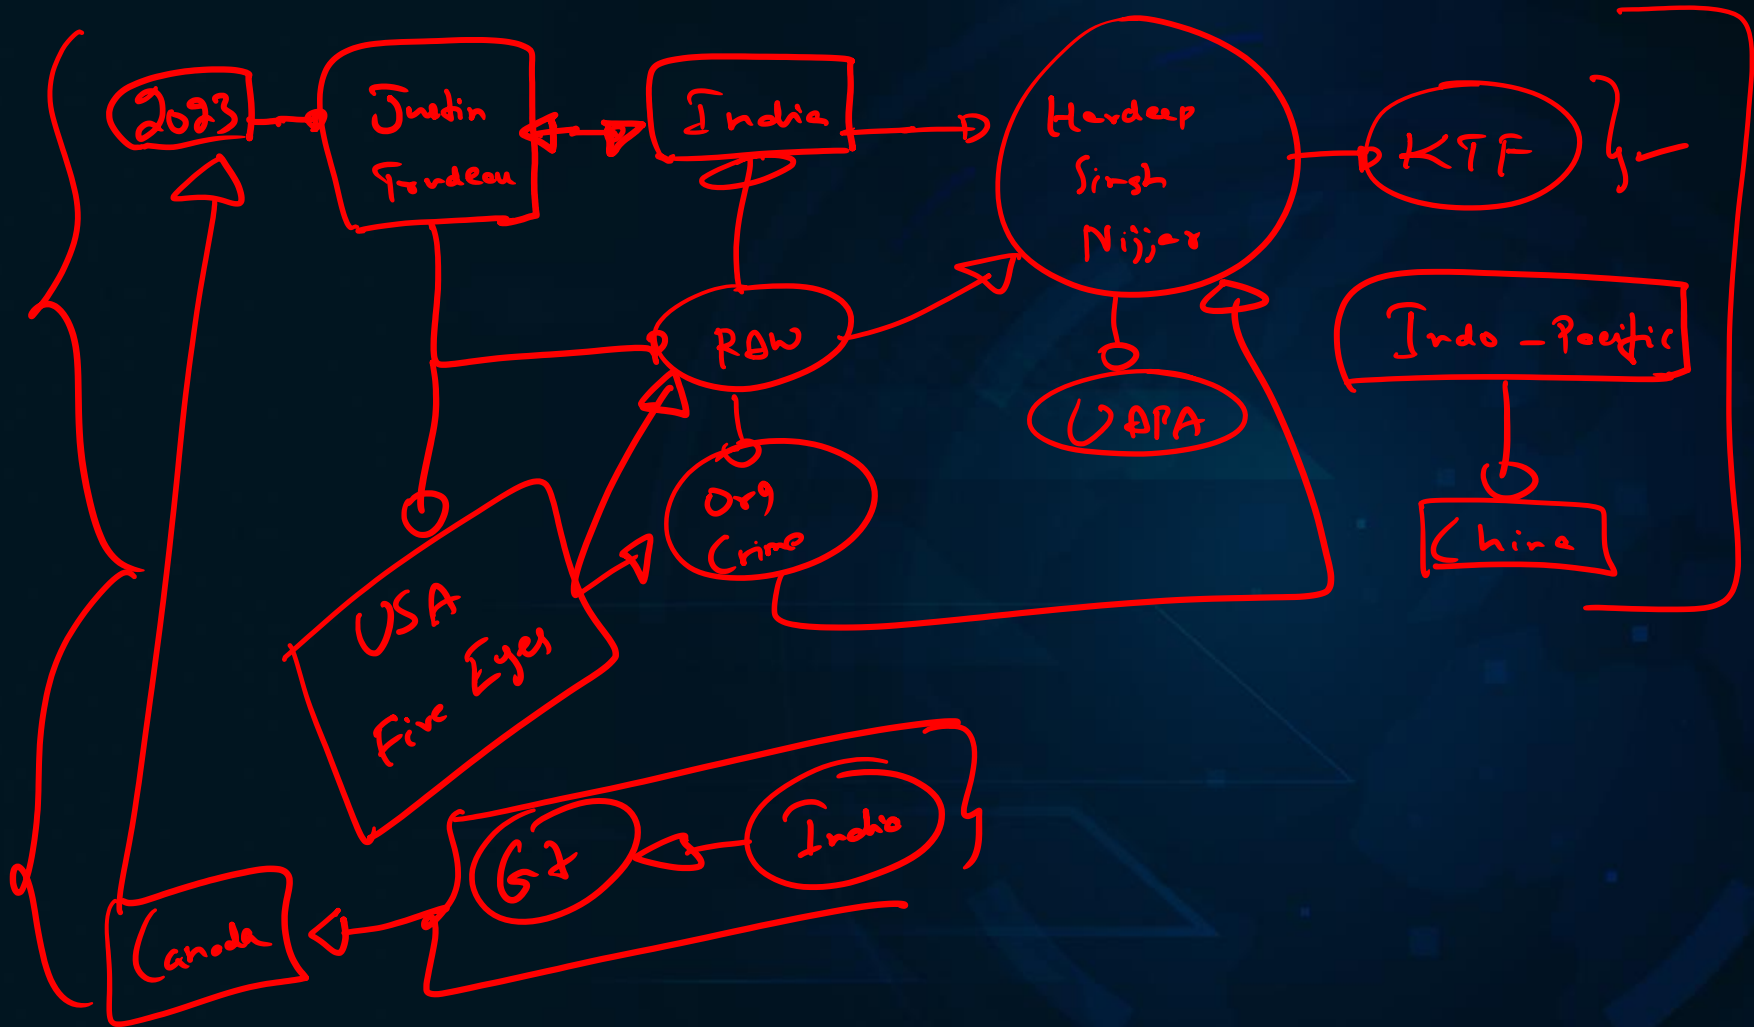 2023
Justin
Trudeau
India
Hardeep
Singh
Nijjar
KTF
RAW
UAPA
Indo-Pacific
China
Org
Crime
USA
Five Eyes
G7
India
Canada